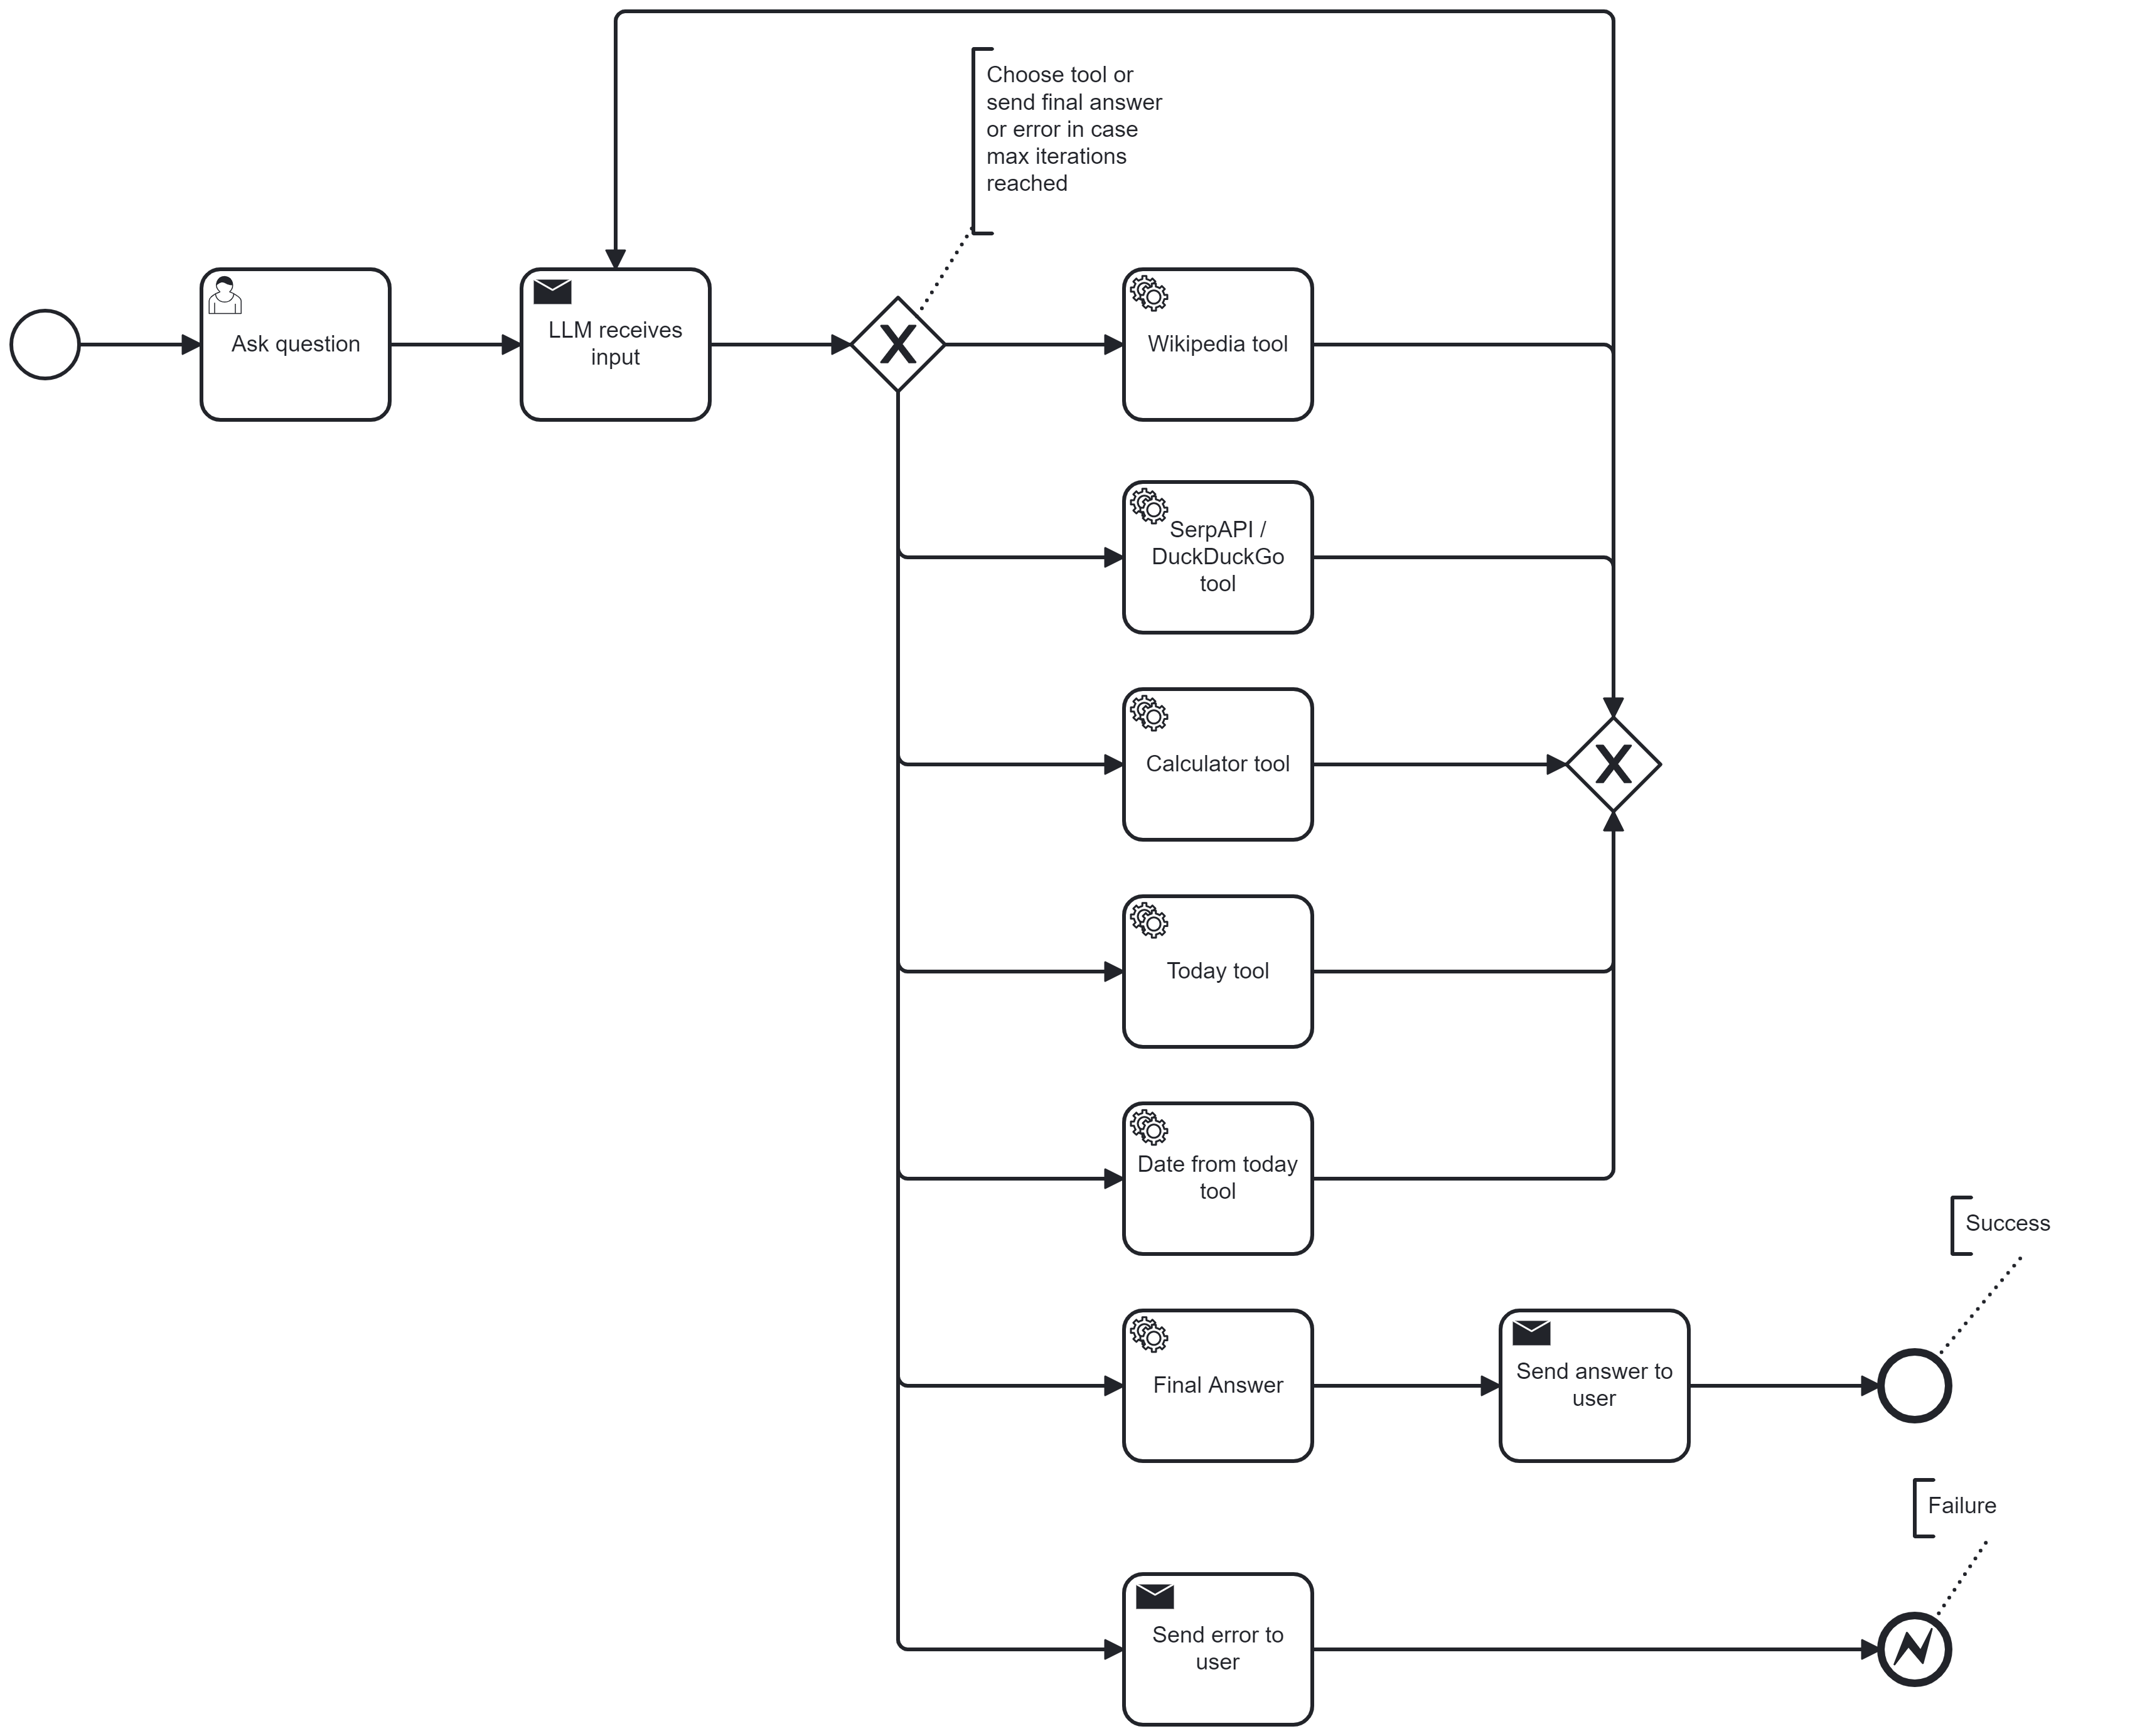 Choose tool or
send final answer
or error in case
max iterations
reached
Ask question
LLM receives
input
X
Wikipedia tool
SerpAPI /
DuckDuckGo
tool
Calculator tool
X
Today tool
Date from today
tool
Success
Final Answer
Send answer to
user
Failure
Send error to
user